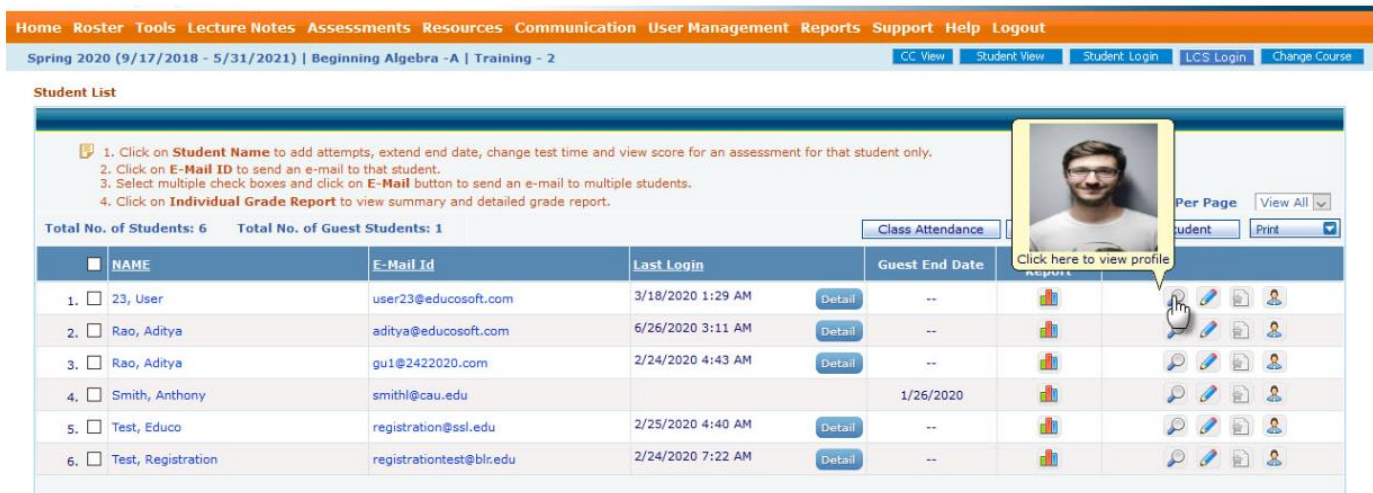 Home Roster Tools Lecture Notes Assessments Resources Communication User Management Reports Support Help Logout
Spring 2020 (9/17/2018 - 5/31/2021) | Beginning Algebra -A | Training - 2 CC View Student View Student Login LCS Login Change Course
Student List
1. Click on Student Name to add attempts, extend end date, change test time and view score for an assessment for that student only.
2. Click on E-Mail ID to send an e-mail to that student.
3. Select multiple check boxes and click on E-Mail button to send an e-mail to multiple students.
4. Click on Individual Grade Report to view summary and detailed grade report. Per Page View All
Total No. of Students: 6 Total No. of Guest Students: 1 Class Attendance Print
Click here to view profile
NAME E-Mail Id Last Login Guest End Date Report
1. 23, User user23@educosoft.com 3/18/2020 1:29 AM Detail --
2. Rao, Aditya aditya@educosoft.com 6/26/2020 3:11 AM Detail --
3. Rao, Aditya gu1@2422020.com 2/24/2020 4:43 AM Detail --
4. Smith, Anthony smithl@cau.edu 1/26/2020
5. Test, Educo registration@ssl.edu 2/25/2020 4:40 AM Detail --
6. Test, Registration registrationtest@blr.edu 2/24/2020 7:22 AM Detail --